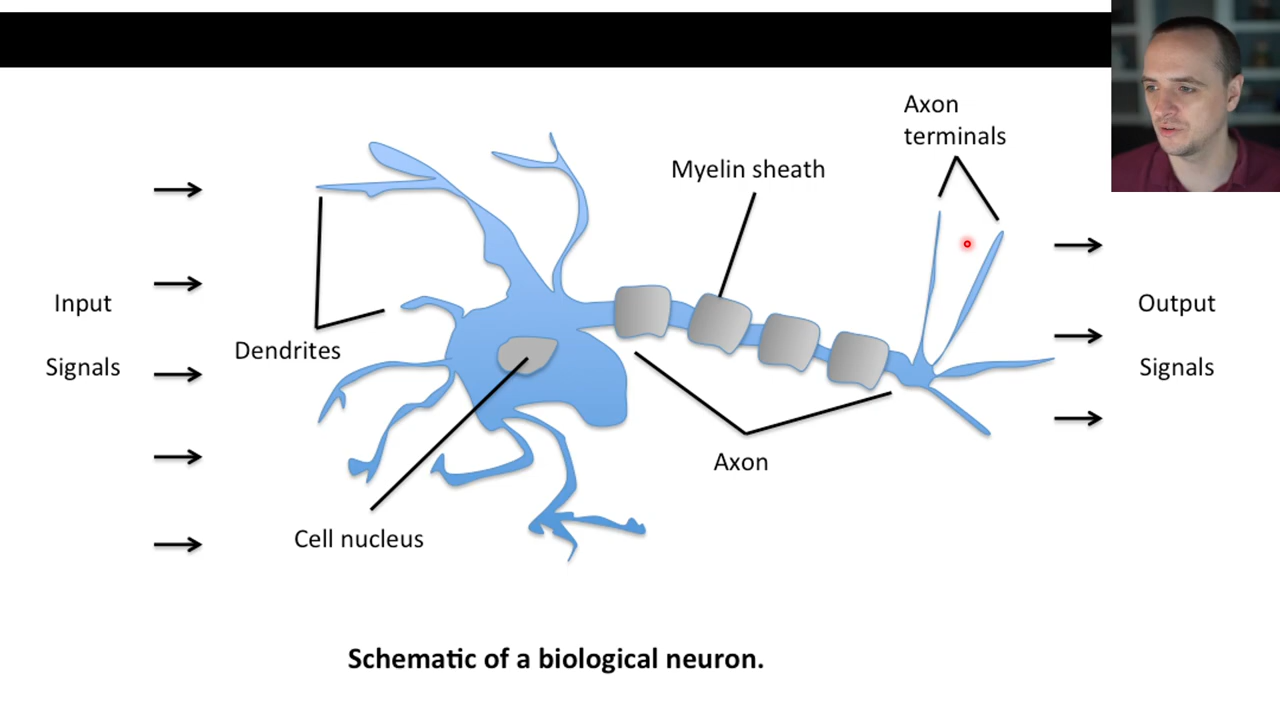 Axon
terminals
Myelin sheath
Input
Signals
Dendrites
Output
Signals
Axon
Cell nucleus
Schematic of a biological neuron.